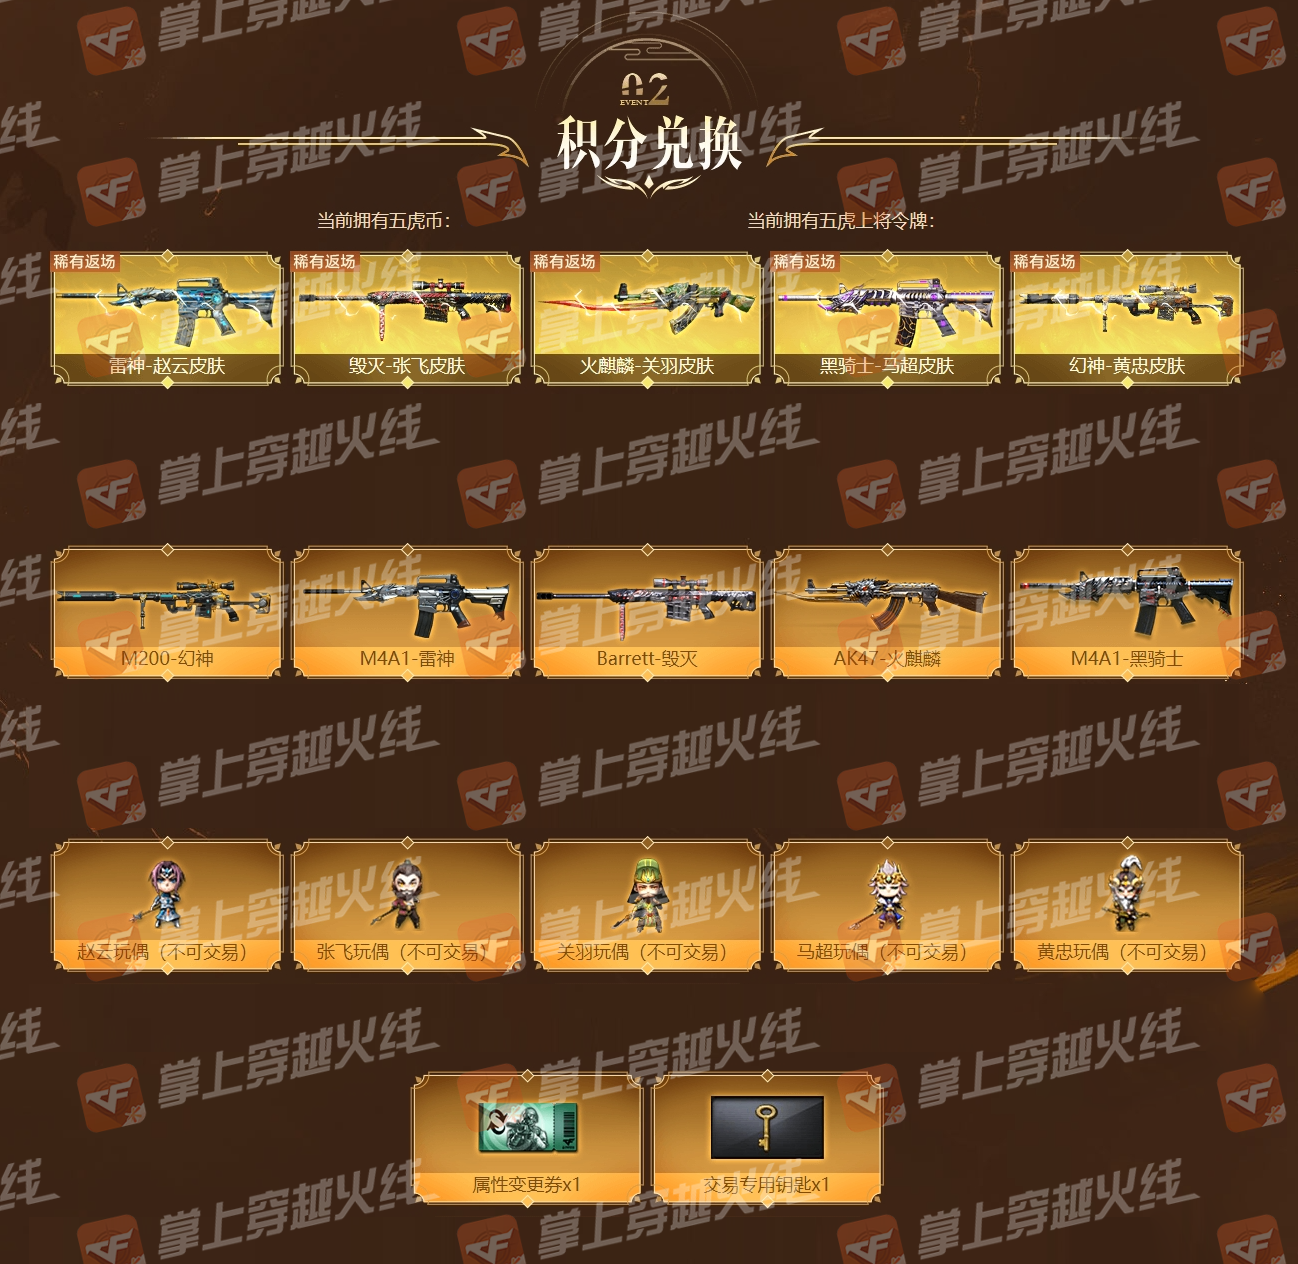 02
EVENT
积分兑换
当前拥有五虎币：
当前拥有五虎上将令牌：
稀有返场
稀有返场
稀有返场
稀有返场
稀有返场
雷神-赵云皮肤
毁灭-张飞皮肤
火麒麟-关羽皮肤
黑骑士-马超皮肤
幻神-黄忠皮肤
M200-幻神
M4A1-雷神
Barrett-毁灭
AK47-火麒麟
M4A1-黑骑士
赵云玩偶（不可交易）
张飞玩偶（不可交易）
关羽玩偶（不可交易）
马超玩偶（不可交易）
黄忠玩偶（不可交易）
属性变更券x1
交易专用钥匙x1
掌上穿越火线